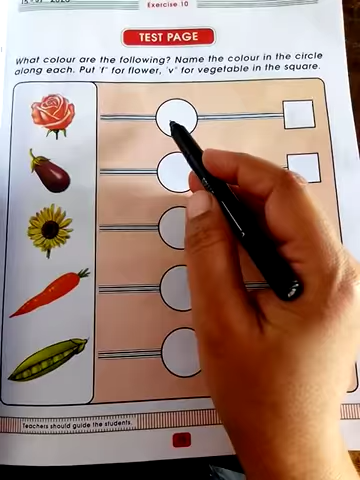 Exercise 10
TEST PAGE
What colour are the following? Name the colour in the circle
along each. Put 'f' for flower, 'v' for vegetable in the square.
Teachers should guide the students.